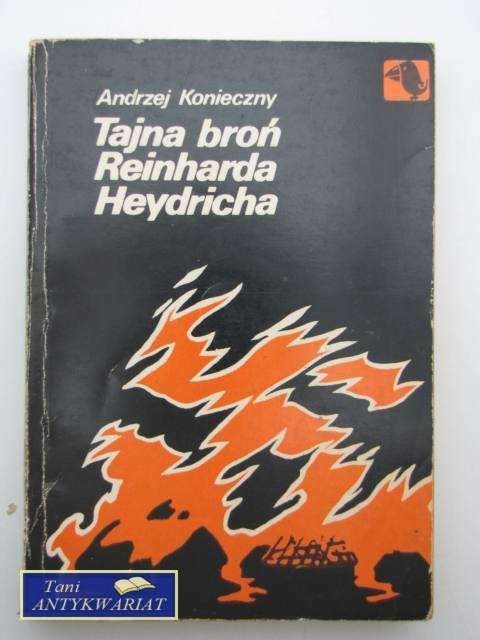 Andrzej Konieczny
Tajna broń
Reinharda
Heydricha
Tani
ANTYKWARIAT